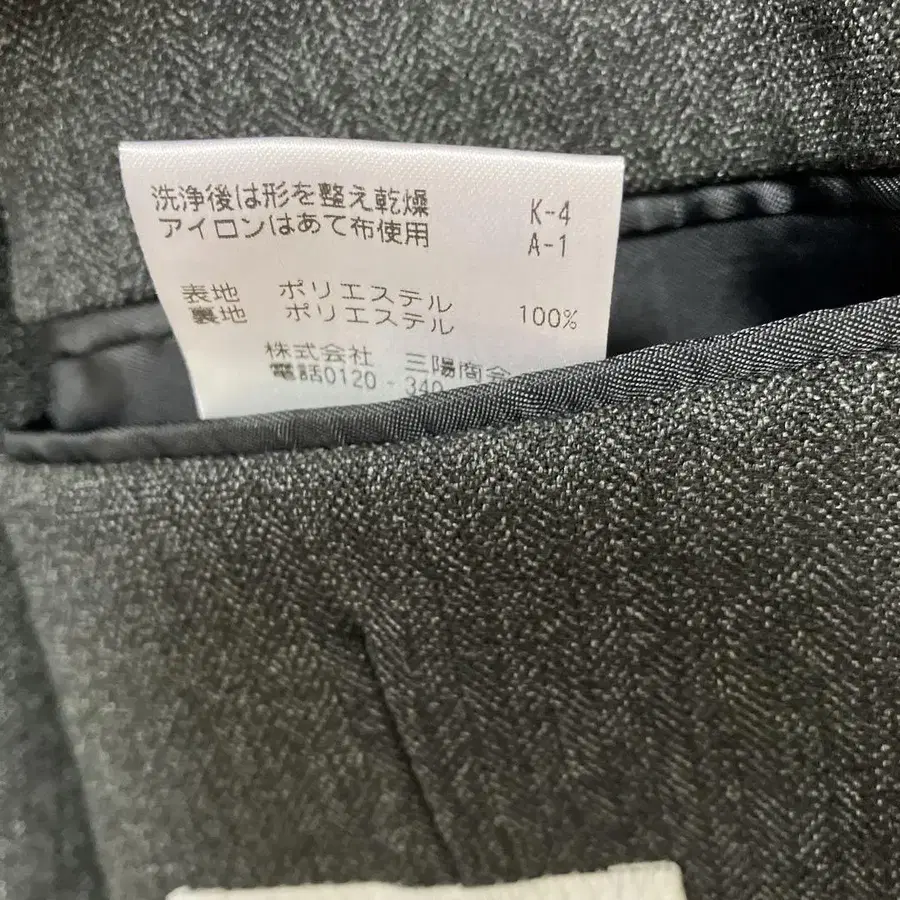 洗浄後は形を整え乾燥 K-4
アイロンはあて布使用 A-1
表地 ポリエステル
裏地 ポリエステル 100%
株式会社 三陽商会
電話0120-340